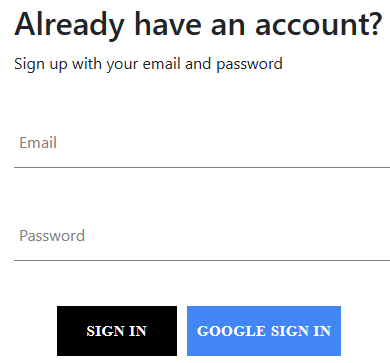 Already have an account?
Sign up with your email and password
Email
Password
SIGN IN GOOGLE SIGN IN